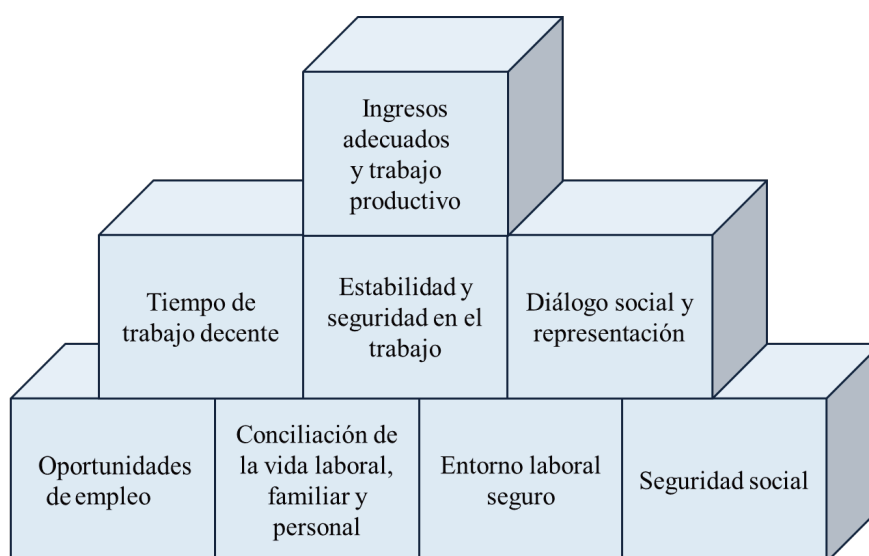 Ingresos
adecuados
y trabajo
productivo
Tiempo de
trabajo decente
Estabilidad y
seguridad en el
trabajo
Diálogo social y
representación
Oportunidades
de empleo
Conciliación de
la vida laboral,
familiar y
personal
Entorno laboral
seguro
Seguridad social